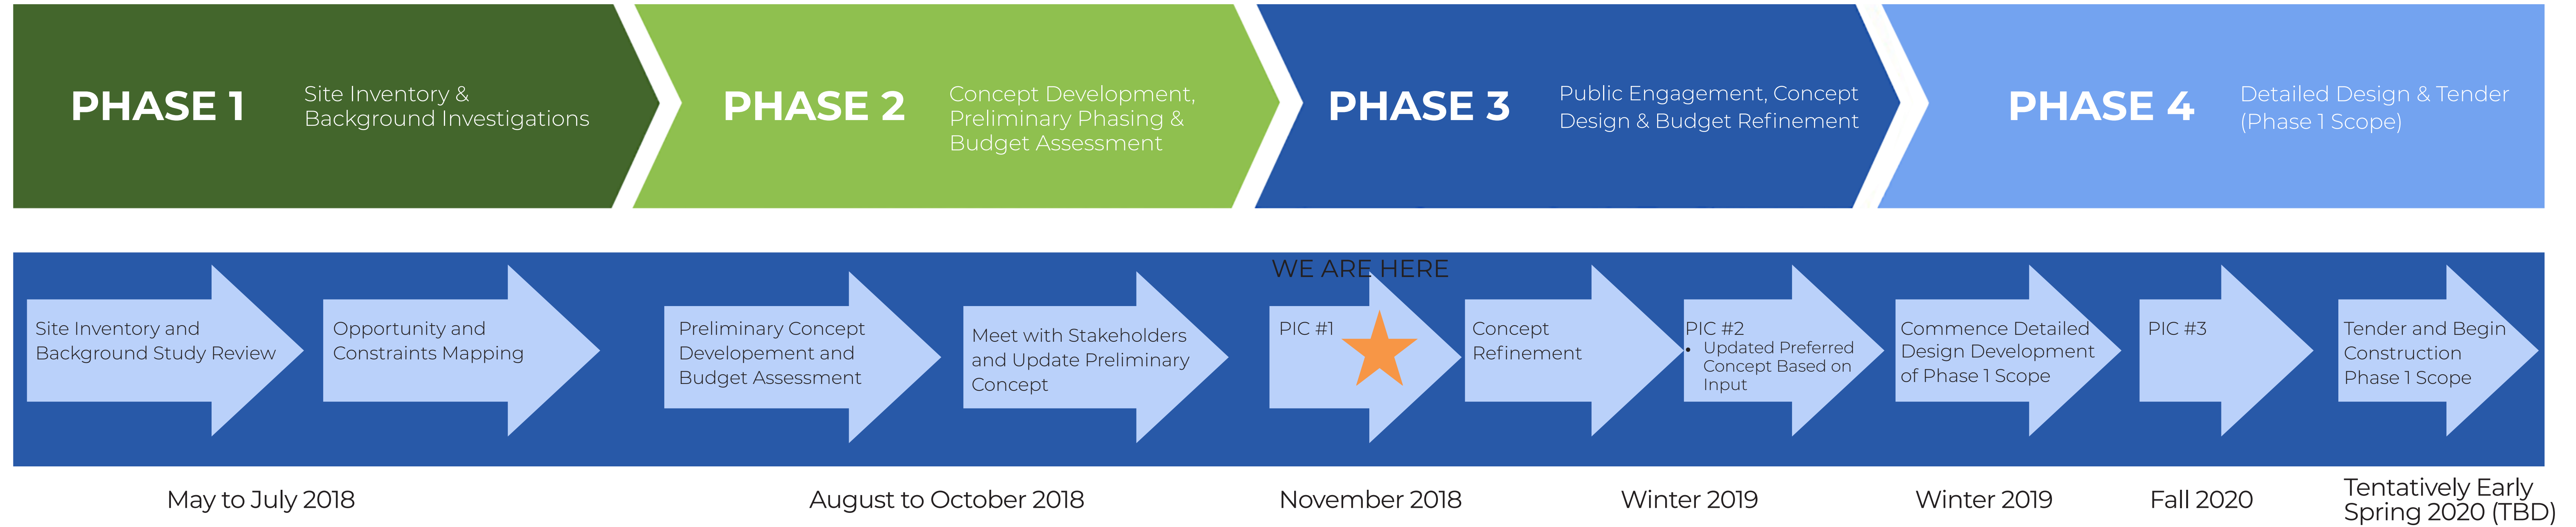 PHASE 1
Site Inventory &
Background Investigations
PHASE 2
Concept Development,
Preliminary Phasing &
Budget Assessment
PHASE 3
Public Engagement, Concept
Design & Budget Refinement
PHASE 4
Detailed Design & Tender
(Phase 1 Scope)
Site Inventory and
Background Study Review
Opportunity and
Constraints Mapping
Preliminary Concept
Developement and
Budget Assessment
Meet with Stakeholders
and Update Preliminary
Concept
WE ARE HERE
PIC #1
Concept
Refinement
PIC #2
• Updated Preferred
Concept Based on
Input
Commence Detailed
Design Development
of Phase 1 Scope
PIC #3
Tender and Begin
Construction
Phase 1 Scope
May to July 2018
August to October 2018
November 2018
Winter 2019
Winter 2019
Fall 2020
Tentatively Early
Spring 2020 (TBD)